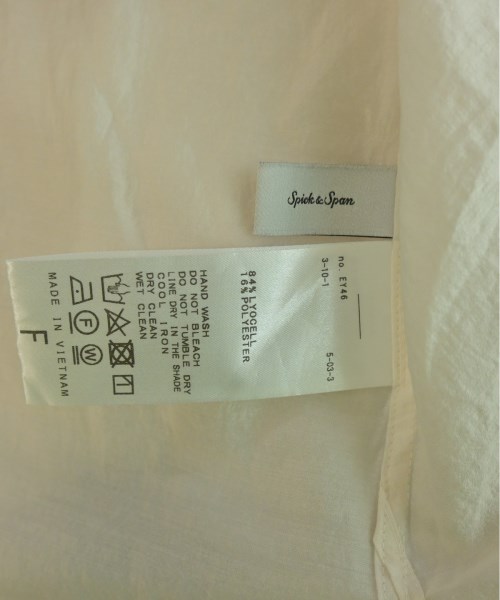 Spick & Span
no. EY46
3-10-1 5-03-3
84% LYOCELL
16% POLYESTER
HAND WASH
DO NOT BLEACH
DO NOT TUMBLE DRY
LINE DRY IN THE SHADE
COOL IRON
DRY CLEAN
WET CLEAN
F W
MADE IN VIETNAM
F